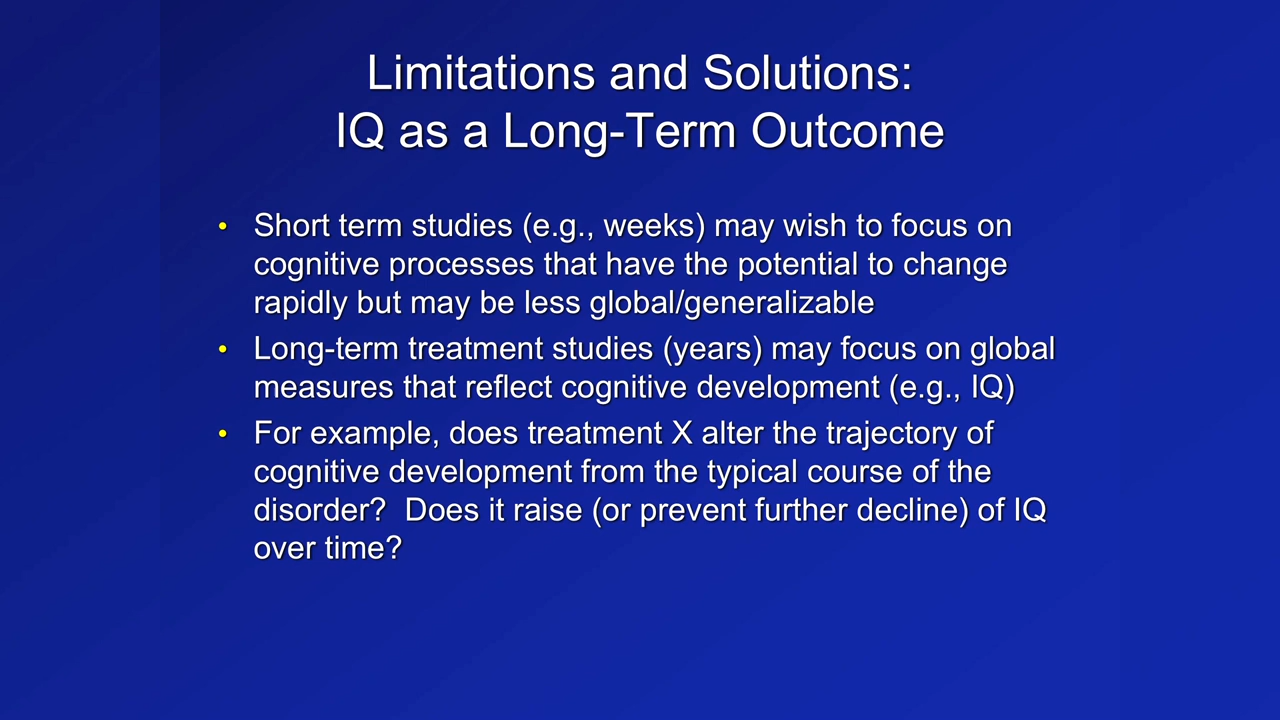 Limitations and Solutions:
IQ as a Long-Term Outcome
• Short term studies (e.g., weeks) may wish to focus on
cognitive processes that have the potential to change
rapidly but may be less global/generalizable
• Long-term treatment studies (years) may focus on global
measures that reflect cognitive development (e.g., IQ)
• For example, does treatment X alter the trajectory of
cognitive development from the typical course of the
disorder?  Does it raise (or prevent further decline) of IQ
over time?